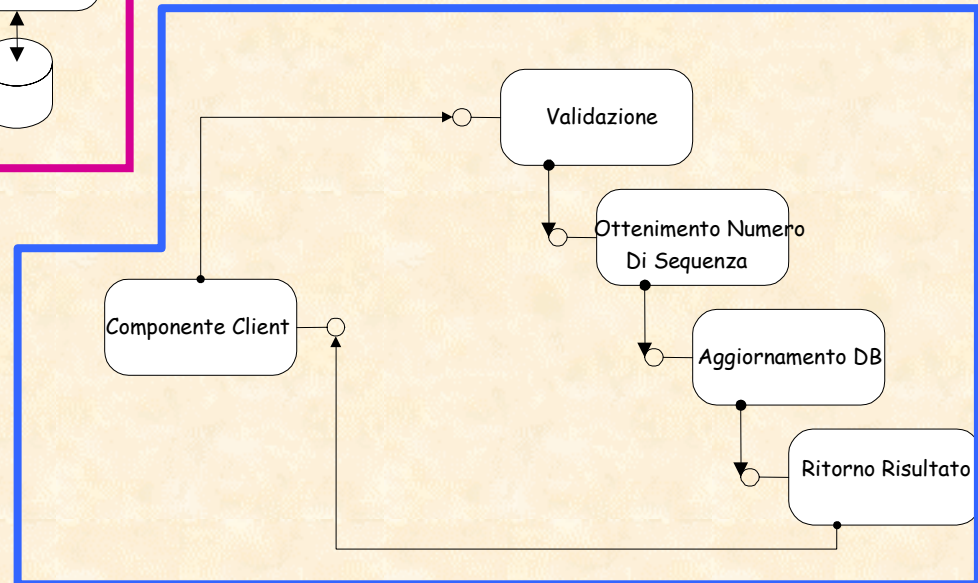 Validazione
Ottenimento Numero
Di Sequenza
Componente Client
Aggiornamento DB
Ritorno Risultato